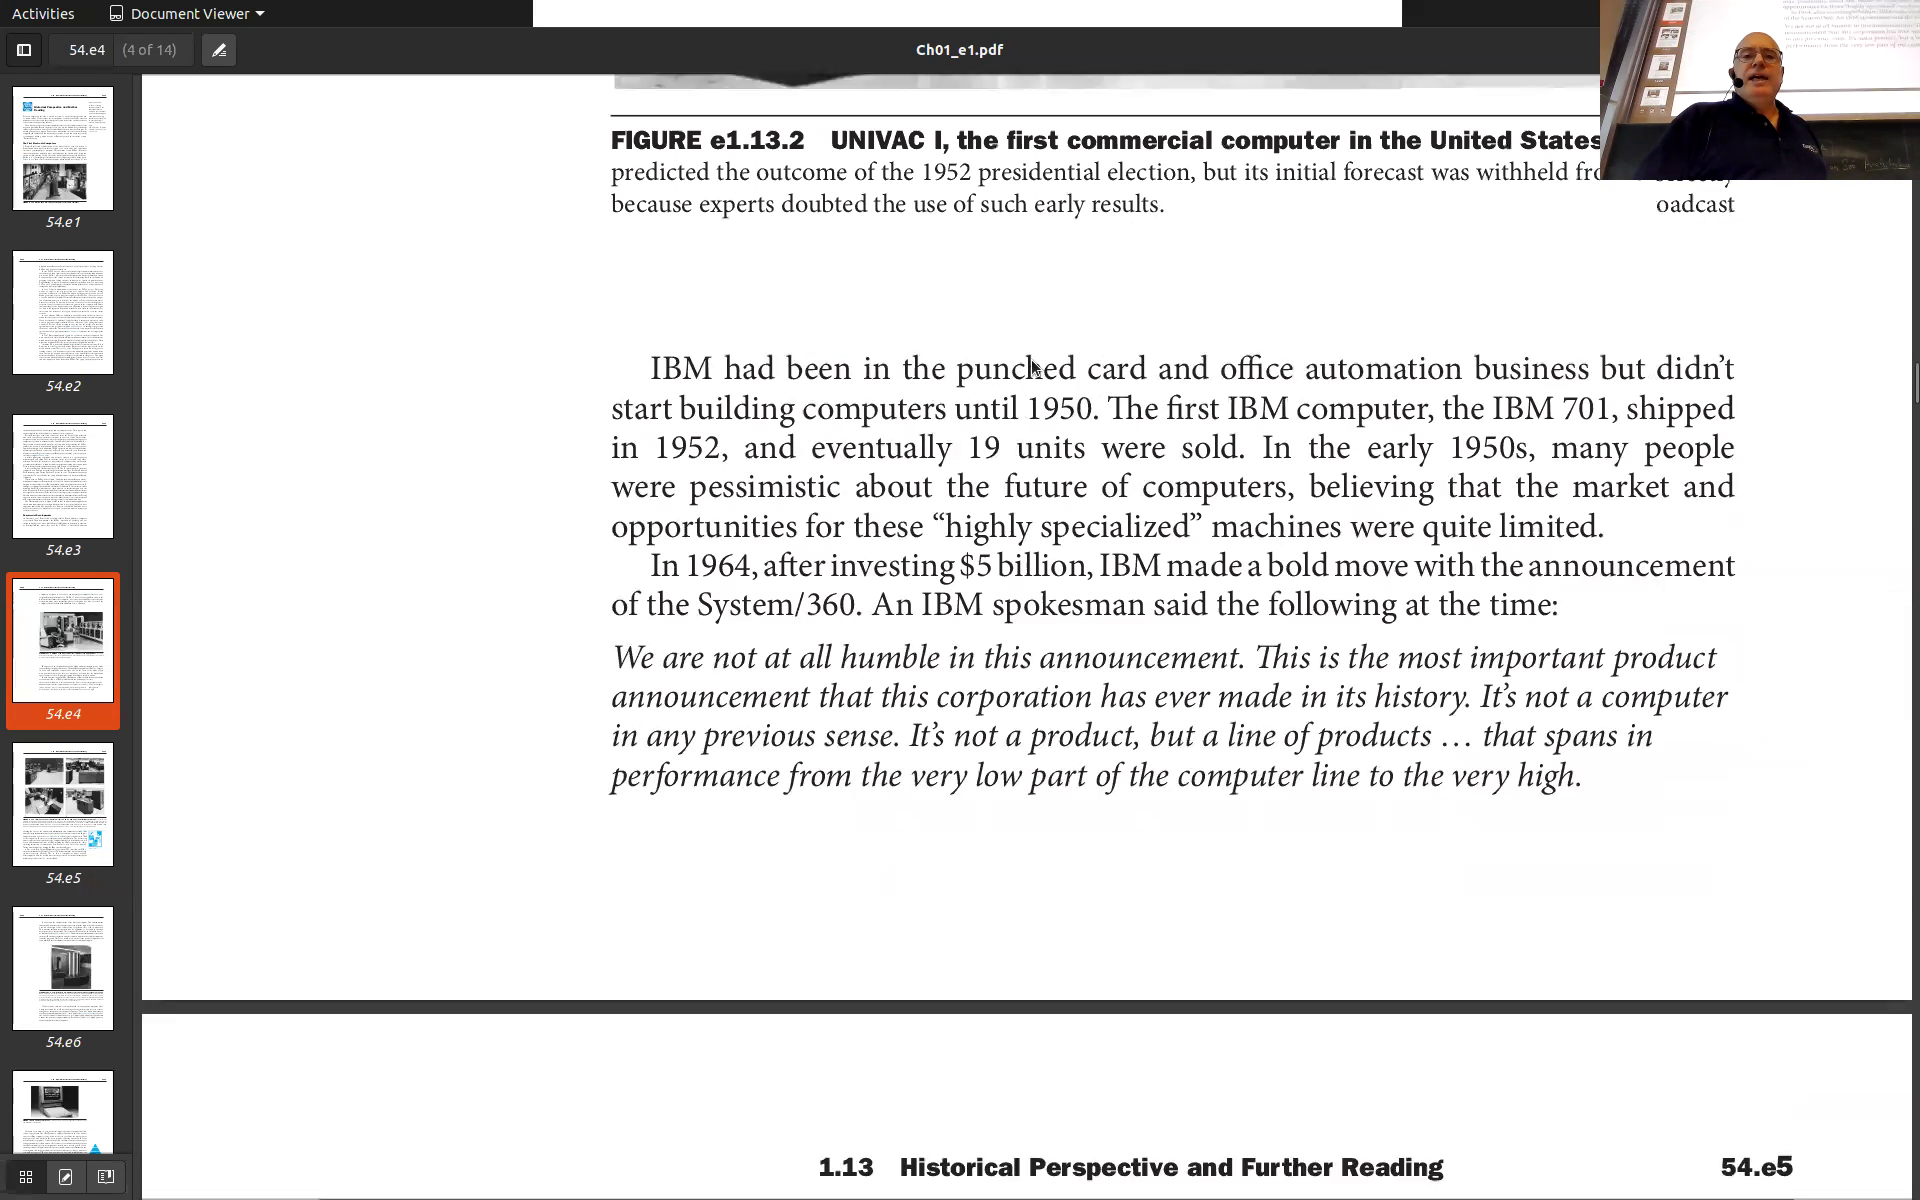 Activities Document Viewer
54.e4 (4 of 14) Ch01_e1.pdf
54.e1
54.e2
54.e3
54.e4
54.e5
54.e6
FIGURE e1.13.2 UNIVAC I, the first commercial computer in the United States
predicted the outcome of the 1952 presidential election, but its initial forecast was withheld
because experts doubted the use of such early results. oadcast
IBM had been in the punched card and office automation business but didn’t
start building computers until 1950. The first IBM computer, the IBM 701, shipped
in 1952, and eventually 19 units were sold. In the early 1950s, many people
were pessimistic about the future of computers, believing that the market and
opportunities for these “highly specialized” machines were quite limited.
In 1964, after investing $5 billion, IBM made a bold move with the announcement
of the System/360. An IBM spokesman said the following at the time:
We are not at all humble in this announcement. This is the most important product
announcement that this corporation has ever made in its history. It’s not a computer
in any previous sense. It’s not a product, but a line of products … that spans in
performance from the very low part of the computer line to the very high.
1.13 Historical Perspective and Further Reading 54.e5